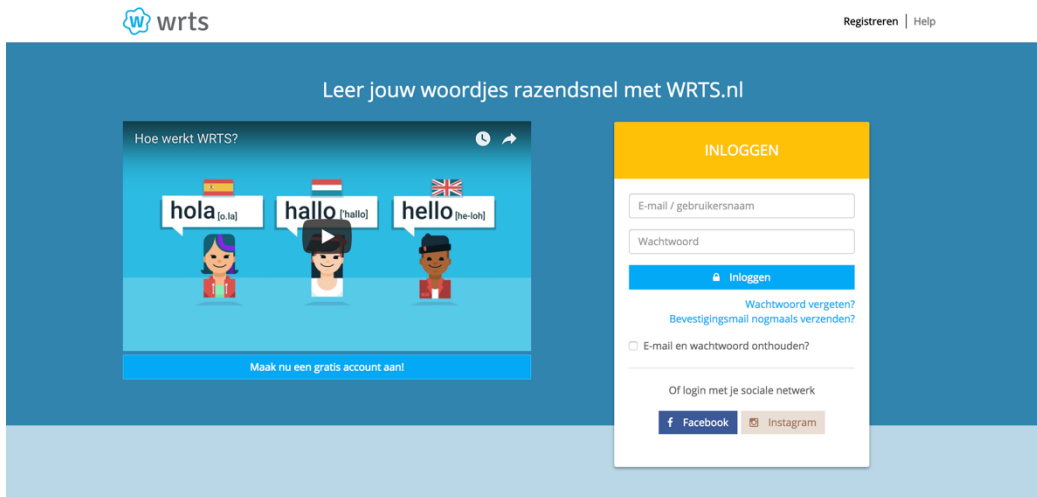 wrts
Registreren | Help
Leer jouw woordjes razendsnel met WRTS.nl
Hoe werkt WRTS?
hola [o.la]
hallo ['hallo]
hello [he-loh]
Maak nu een gratis account aan!
INLOGGEN
E-mail / gebruikersnaam
Wachtwoord
Inloggen
Wachtwoord vergeten?
Bevestigingsmail nogmaals verzenden?
E-mail en wachtwoord onthouden?
Of login met je sociale netwerk
Facebook
Instagram